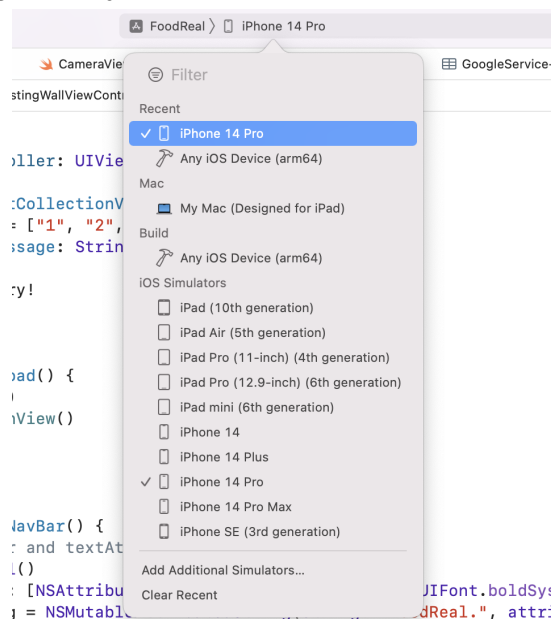 FoodReal 〉 iPhone 14 Pro
CameraVie
GoogleService-
stingWallViewContr
Filter
Recent
✓ iPhone 14 Pro
Any iOS Device (arm64)
Mac
My Mac (Designed for iPad)
Build
Any iOS Device (arm64)
iOS Simulators
iPad (10th generation)
iPad Air (5th generation)
iPad Pro (11-inch) (4th generation)
iPad Pro (12.9-inch) (6th generation)
iPad mini (6th generation)
iPhone 14
iPhone 14 Plus
✓ iPhone 14 Pro
iPhone 14 Pro Max
iPhone SE (3rd generation)
Add Additional Simulators...
Clear Recent
oller: UIVie
tCollectionV
= ["1", "2",
ssage: Strin
ry!
oad() {
)
nView()
NavBar() {
r and textAt
l()
: [NSAttribu UIFont.boldSys
g = NSMutabl dReal.", attri